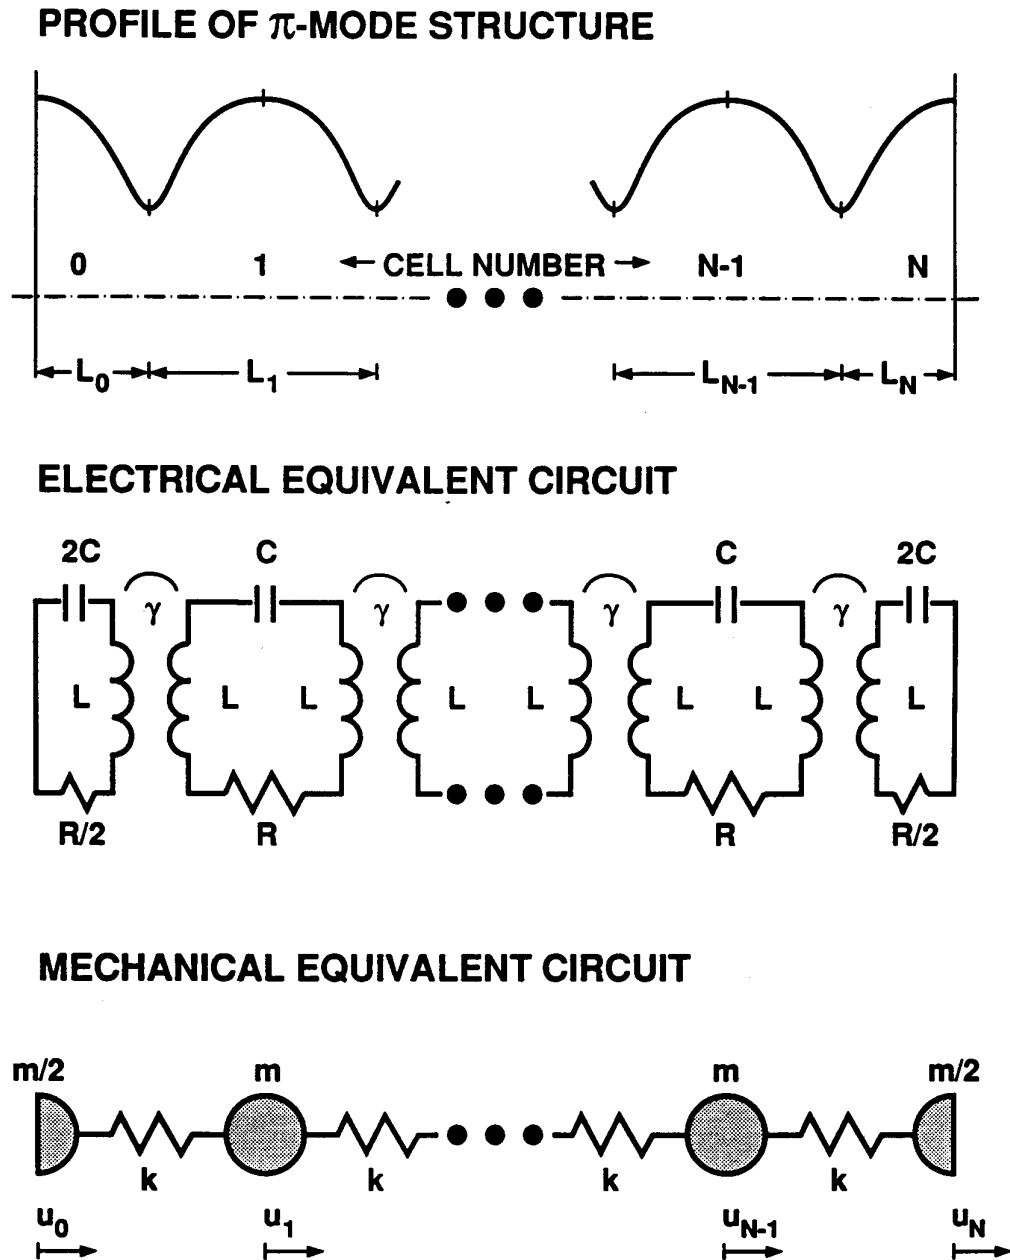 PROFILE OF π-MODE STRUCTURE
0 1 CELL NUMBER N-1 N
L0 L1 LN-1 LN
ELECTRICAL EQUIVALENT CIRCUIT
2C C C 2C
γ γ γ γ
L L L L L L L L
R/2 R R R/2
MECHANICAL EQUIVALENT CIRCUIT
m/2 m m m/2
k k k k
u0 u1 uN-1 uN